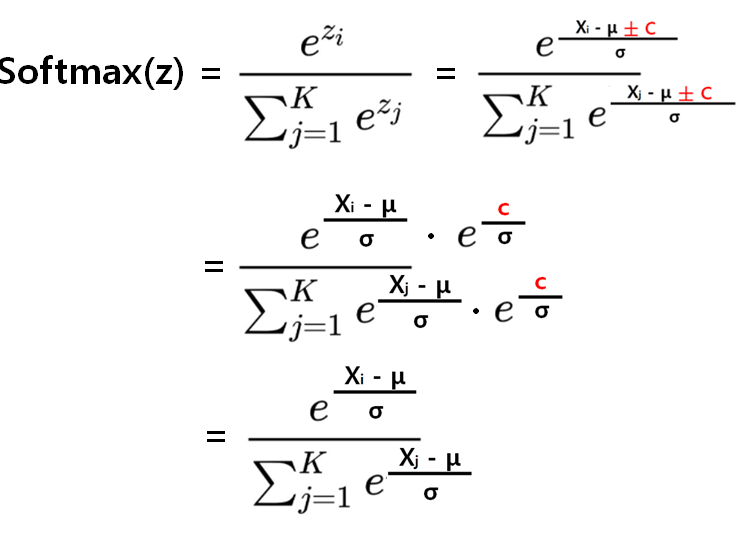 Softmax(z) = e^{z_i} / ∑_{j=1}^{K} e^{z_j} = e^{(X_i - μ ± C) / σ} / ∑_{j=1}^{K} e^{(X_j - μ ± C) / σ}
= e^{(X_i - μ) / σ} · e^{c / σ} / ∑_{j=1}^{K} e^{(X_j - μ) / σ} · e^{c / σ}
= e^{(X_i - μ) / σ} / ∑_{j=1}^{K} e^{(X_j - μ) / σ}